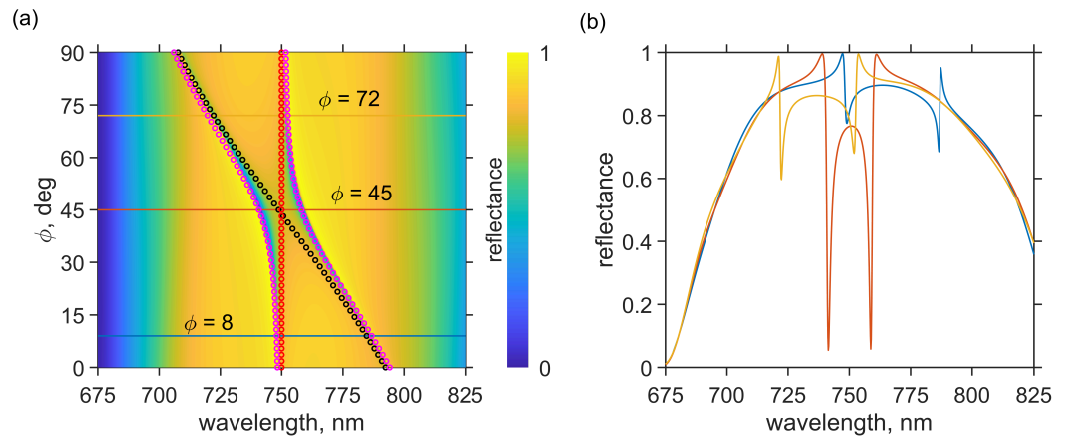 (a)
90
75
60
45
30
15
0
ϕ, deg
ϕ = 72
ϕ = 45
ϕ = 8
675 700 725 750 775 800 825
wavelength, nm
1
0
reflectance
(b)
1
0.8
0.6
0.4
0.2
0
reflectance
675 700 725 750 775 800 825
wavelength, nm